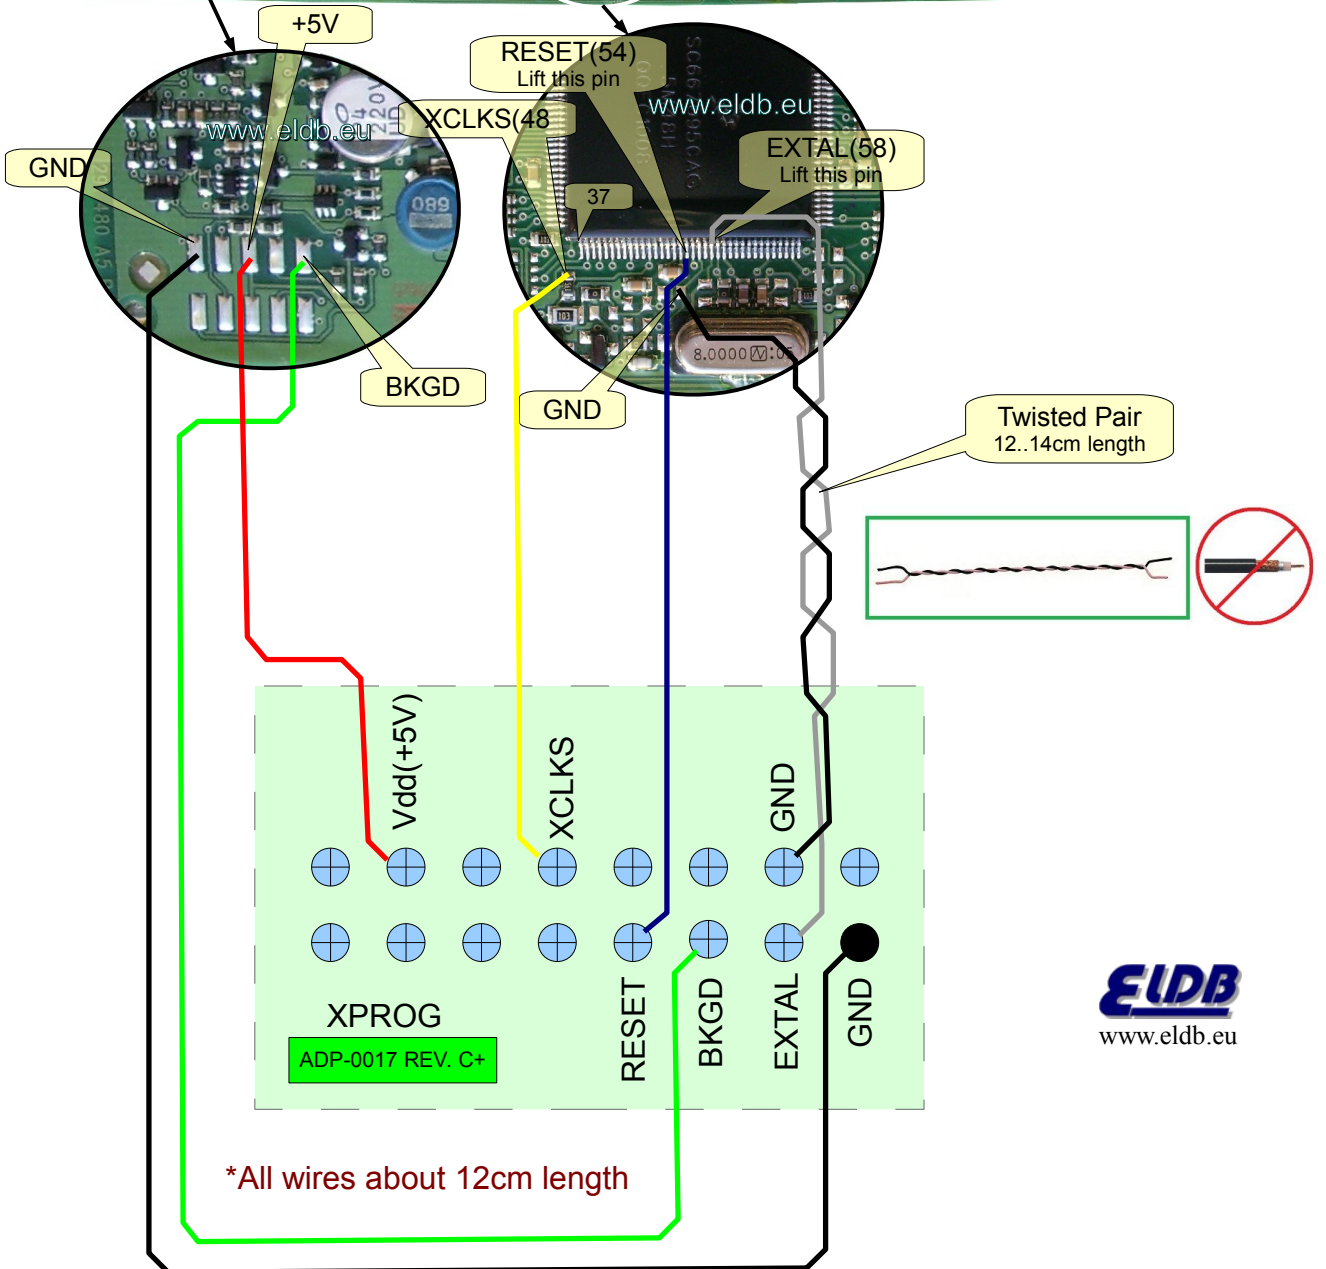 +5V
RESET(54)
Lift this pin
www.eldb.eu
XCLKS(48
www.eldb.eu
EXTAL(58)
Lift this pin
GND
37
680
103
8.0000
BKGD
GND
Twisted Pair
12..14cm length
Vdd(+5V)
XCLKS
GND
RESET
BKGD
EXTAL
GND
XPROG
ADP-0017 REV. C+
*All wires about 12cm length
ELDB
www.eldb.eu